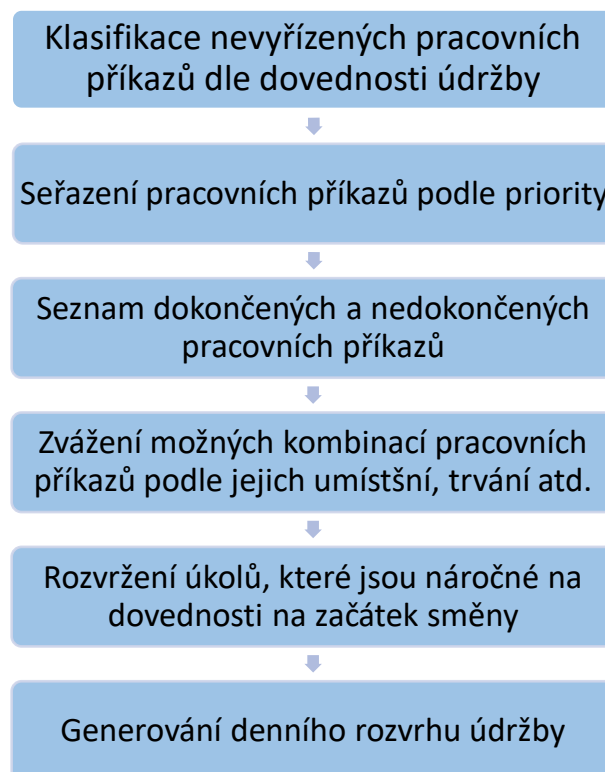 Klasifikace nevyřízených pracovních
příkazů dle dovednosti údržby
Seřazení pracovních příkazů podle priority
Seznam dokončených a nedokončených
pracovních příkazů
Zvážení možných kombinací pracovních
příkazů podle jejich umístšní, trvání atd.
Rozvržení úkolů, které jsou náročné na
dovednosti na začátek směny
Generování denního rozvrhu údržby